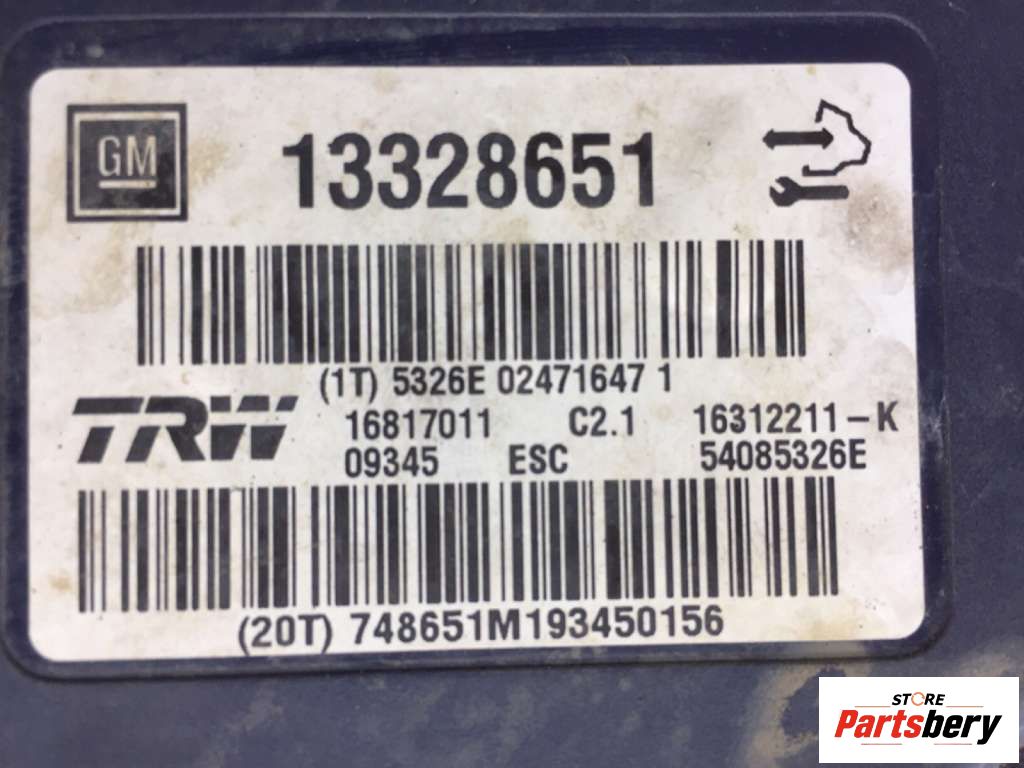 GM 13328651
(1T) 5326E 02471647 1
TRW 16817011 C2.1 16312211-K
09345 ESC 54085326E
(20T) 748651M193450156
STORE
Partsbery